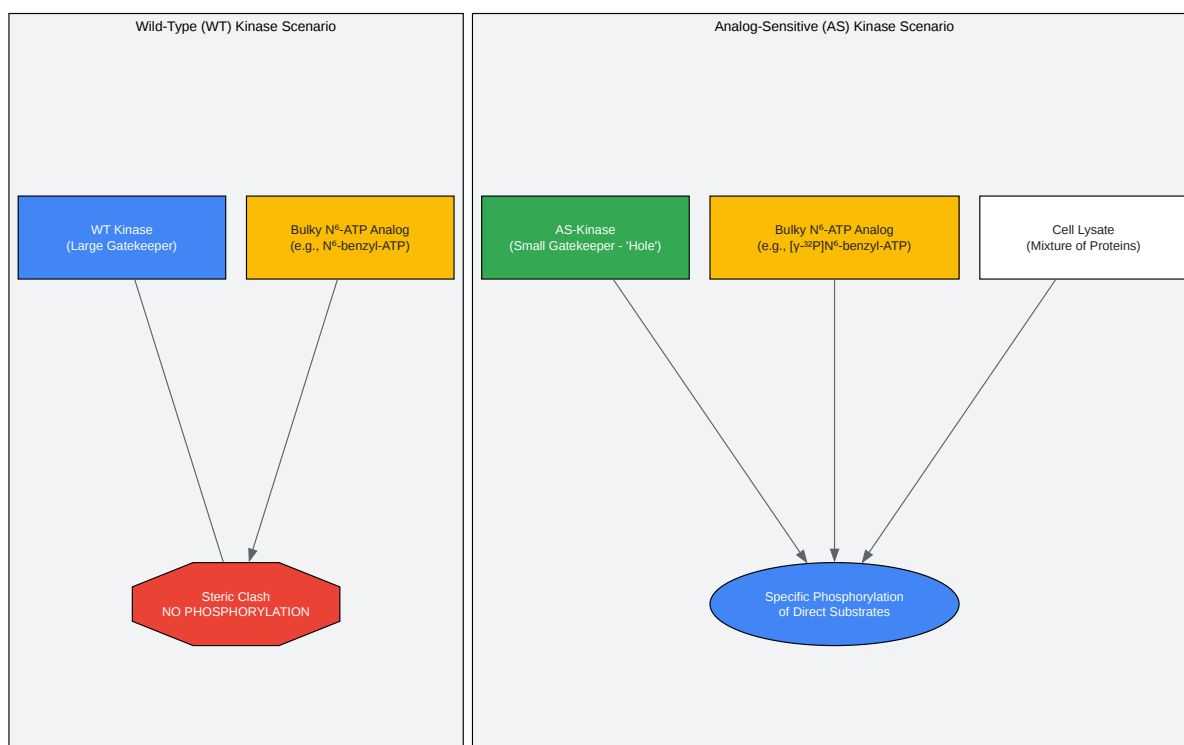 Wild-Type (WT) Kinase Scenario
Analog-Sensitive (AS) Kinase Scenario
WT Kinase
(Large Gatekeeper)
Bulky N⁶-ATP Analog
(e.g., N⁶-benzyl-ATP)
AS-Kinase
(Small Gatekeeper - 'Hole')
Bulky N⁶-ATP Analog
(e.g., [γ-³²P]N⁶-benzyl-ATP)
Cell Lysate
(Mixture of Proteins)
Steric Clash
NO PHOSPHORYLATION
Specific Phosphorylation
of Direct Substrates